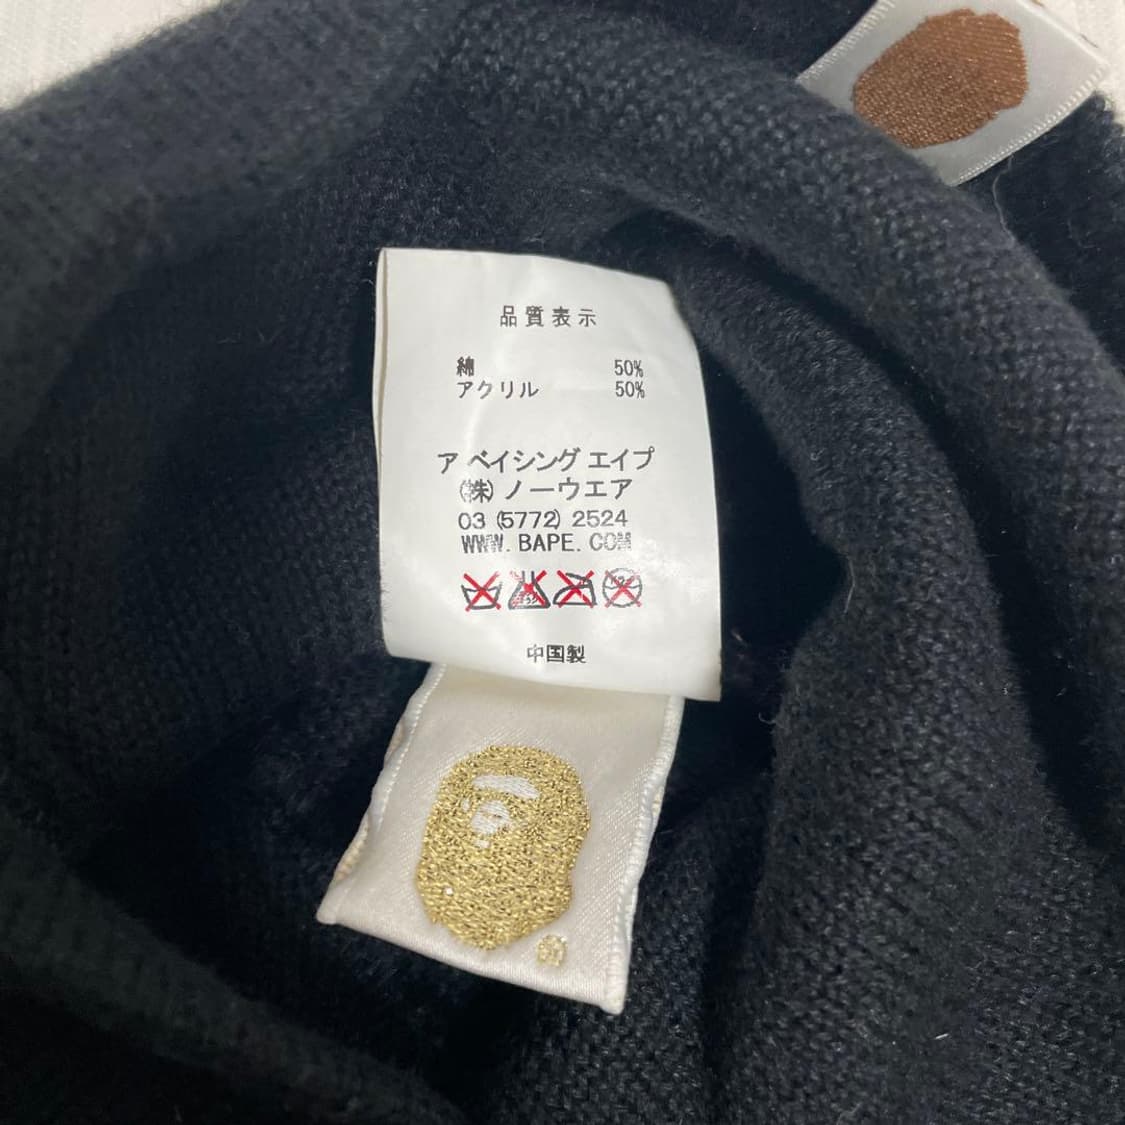 品質表示
綿 50%
アクリル 50%
ア ベイシング エイプ
(株) ノーウエア
03 (5772) 2524
WWW. BAPE. COM
中国製